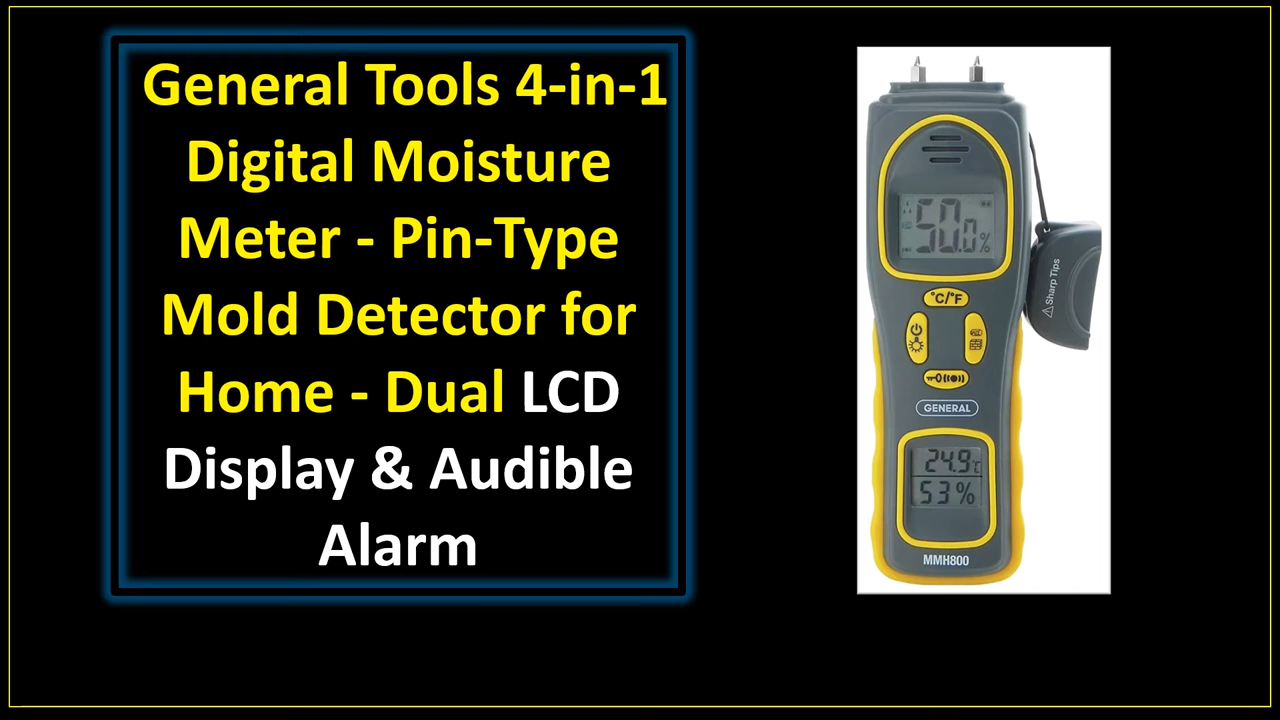 General Tools 4-in-1
Digital Moisture
Meter - Pin-Type
Mold Detector for
Home - Dual LCD
Display & Audible
Alarm
50.0%
°C/°F
⚠Sharp Tips
GENERAL
24.9°C
53%
MMH800